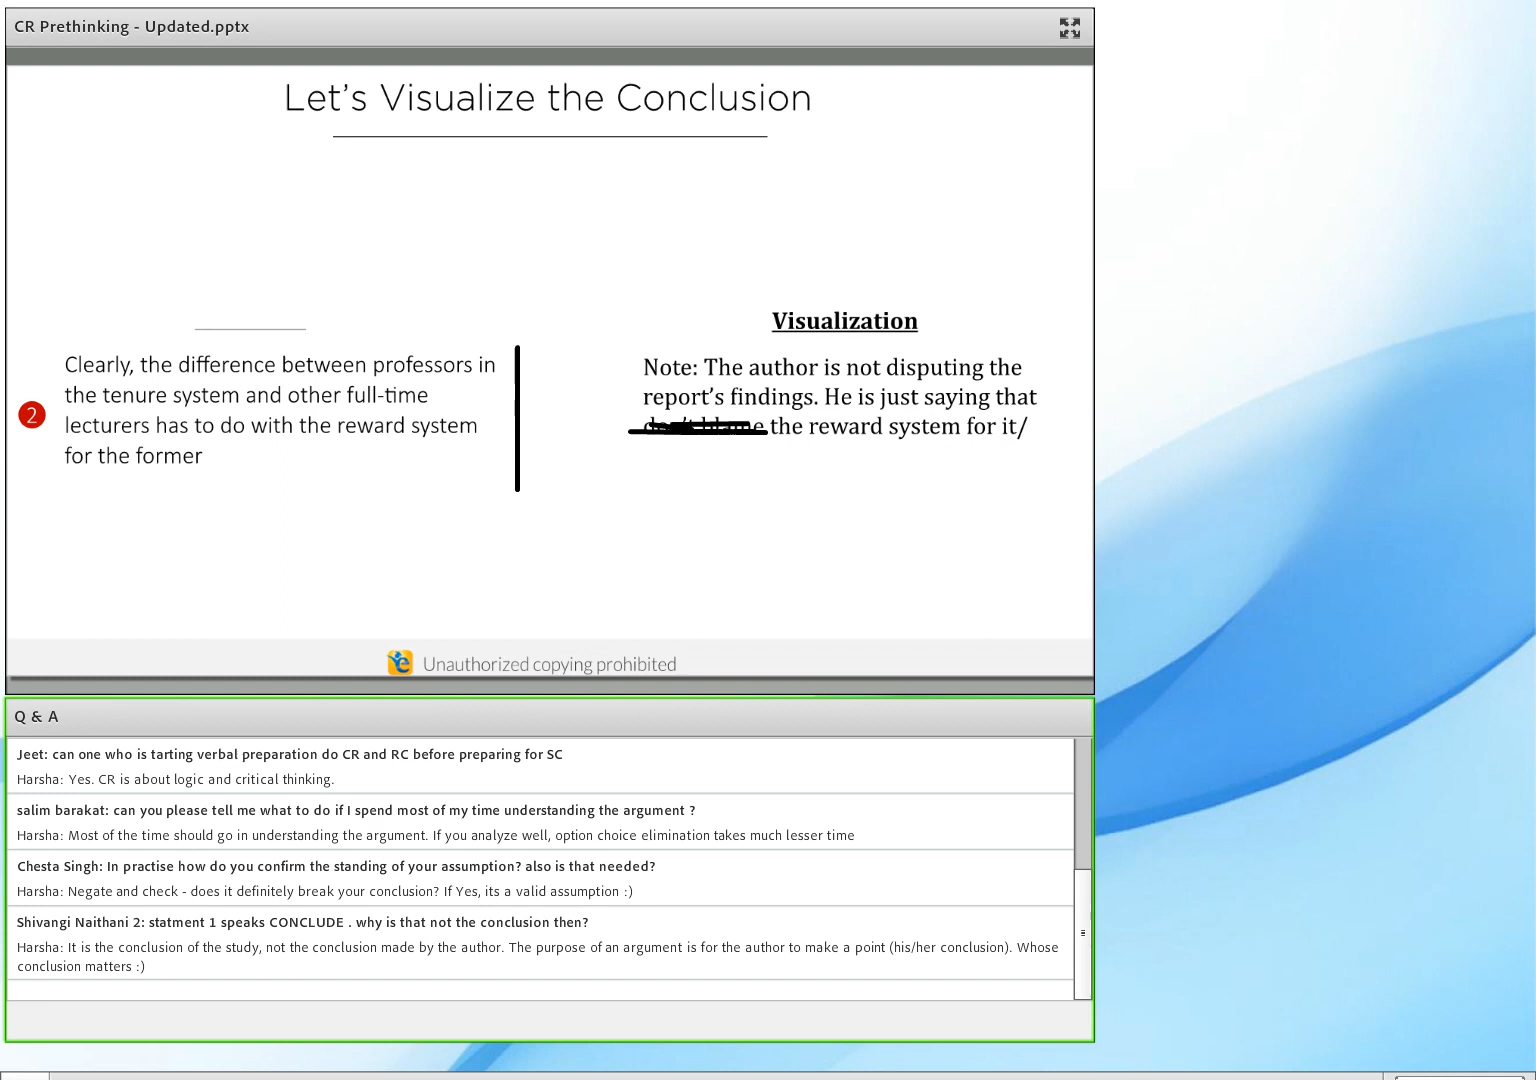 CR Prethinking - Updated.pptx
Let's Visualize the Conclusion
Visualization
Clearly, the difference between professors in
the tenure system and other full-time
lecturers has to do with the reward system
for the former
2
Note: The author is not disputing the
report's findings. He is just saying that
the reward system for it/
Unauthorized copying prohibited
Q & A
Jeet: can one who is tarting verbal preparation do CR and RC before preparing for SC
Harsha: Yes. CR is about logic and critical thinking.
salim barakat: can you please tell me what to do if I spend most of my time understanding the argument ?
Harsha: Most of the time should go in understanding the argument. If you analyze well, option choice elimination takes much lesser time
Chesta Singh: In practise how do you confirm the standing of your assumption? also is that needed?
Harsha: Negate and check - does it definitely break your conclusion? If Yes, its a valid assumption :)
Shivangi Naithani 2: statment 1 speaks CONCLUDE . why is that not the conclusion then?
Harsha: It is the conclusion of the study, not the conclusion made by the author. The purpose of an argument is for the author to make a point (his/her conclusion). Whose
conclusion matters :)